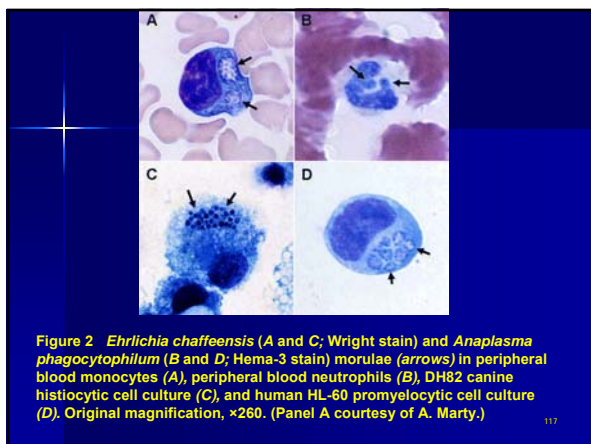 A
B
C
D
Figure 2 Ehrlichia chaffeensis (A and C; Wright stain) and Anaplasma
phagocytophilum (B and D; Hema-3 stain) morulae (arrows) in peripheral
blood monocytes (A), peripheral blood neutrophils (B), DH82 canine
histiocytic cell culture (C), and human HL-60 promyelocytic cell culture
(D). Original magnification, ×260. (Panel A courtesy of A. Marty.)
117